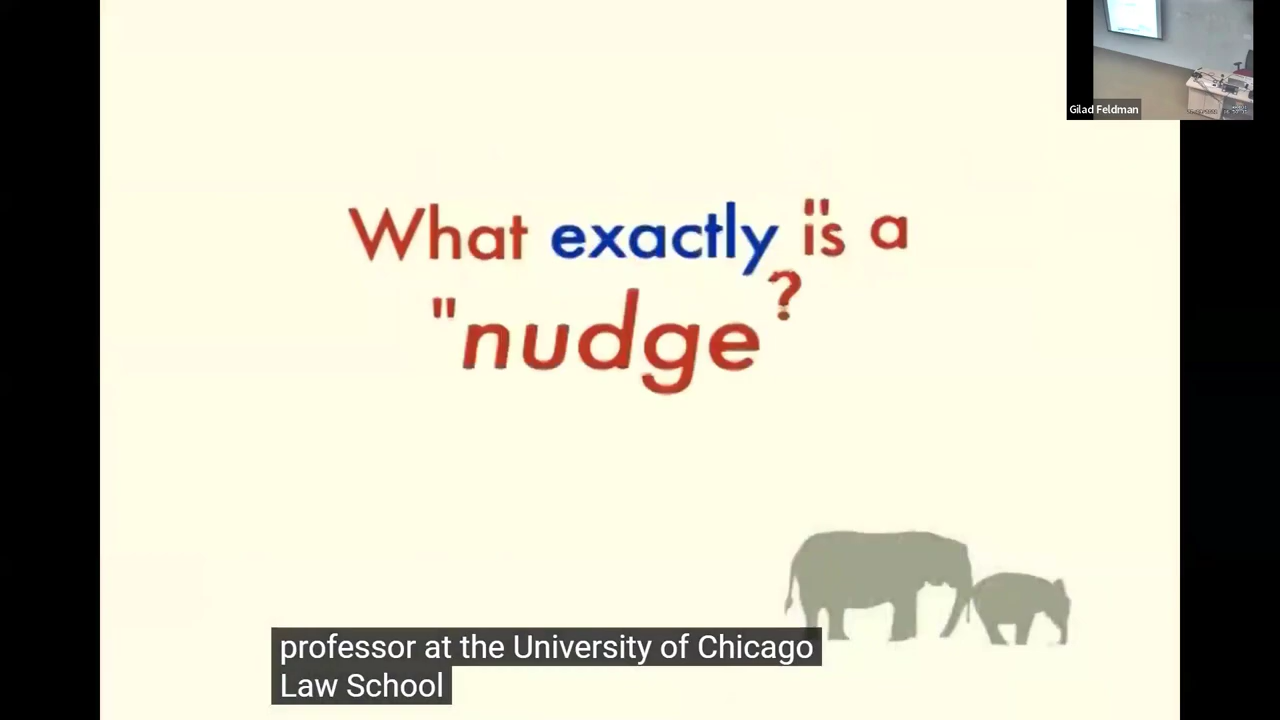 Gilad Feldman
What exactly is a
"nudge"?
professor at the University of Chicago
Law School